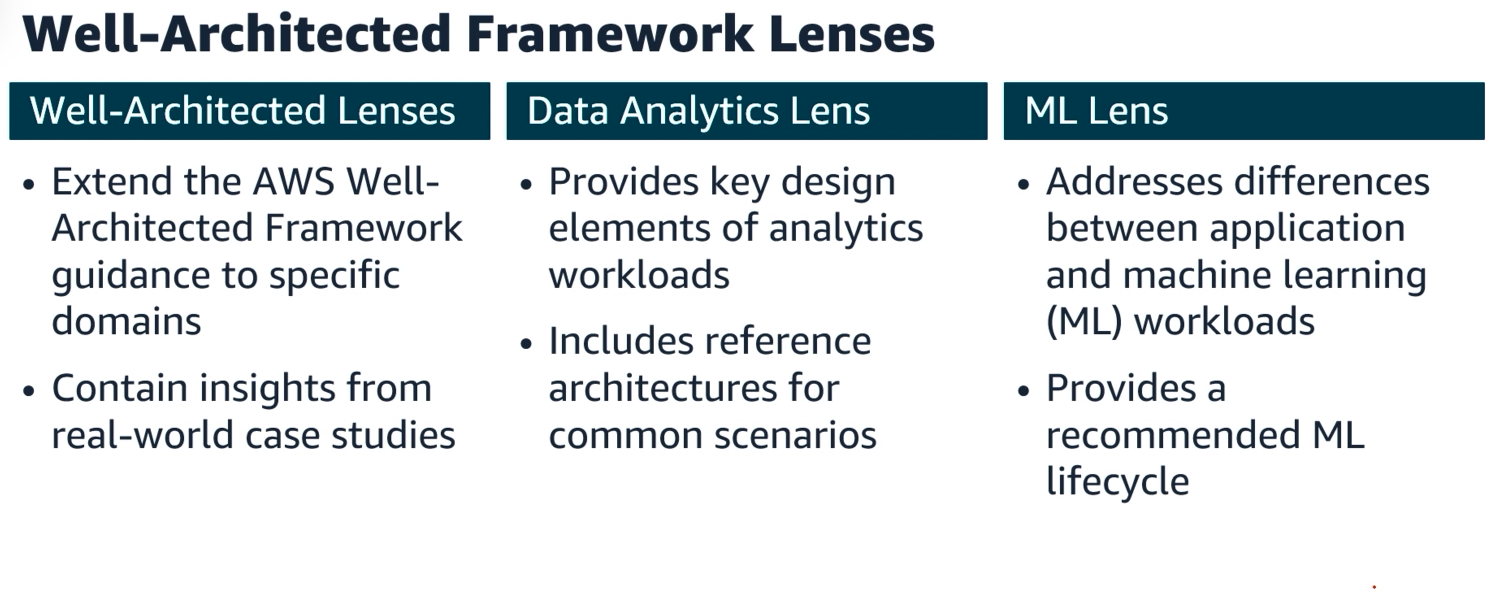 Well-Architected Framework Lenses
Well-Architected Lenses
• Extend the AWS Well-
Architected Framework
guidance to specific
domains
• Contain insights from
real-world case studies
Data Analytics Lens
• Provides key design
elements of analytics
workloads
• Includes reference
architectures for
common scenarios
ML Lens
• Addresses differences
between application
and machine learning
(ML) workloads
• Provides a
recommended ML
lifecycle